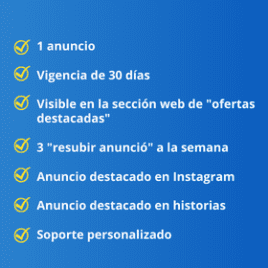 1 anuncio
Vigencia de 30 días
Visible en la sección web de "ofertas
destacadas"
3 "resubir anunció" a la semana
Anuncio destacado en Instagram
Anuncio destacado en historias
Soporte personalizado